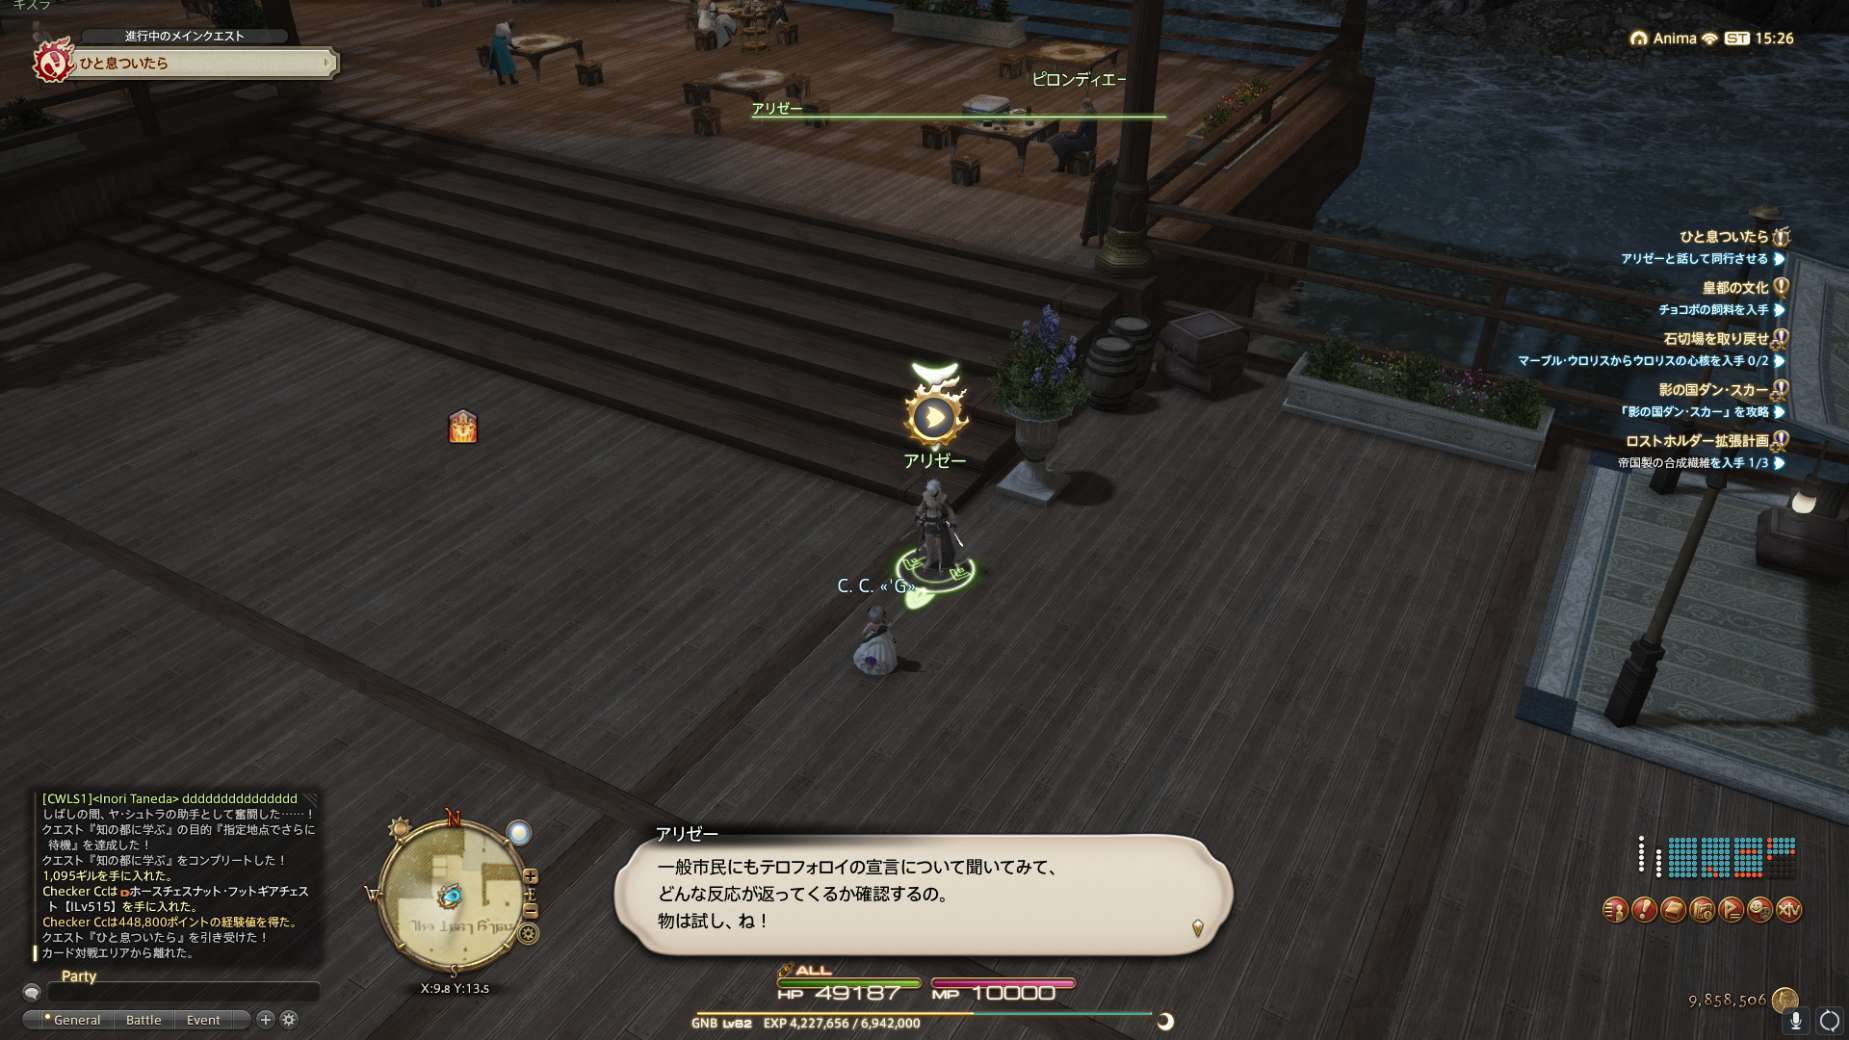 キスラ
進行中のメインクエスト
ひと息ついたら
Anima ST 15:26
ピロンディエー
アリゼー
ひと息ついたら
アリゼーと話して同行させる
皇都の文化
チョコボの飼料を入手
石切場を取り戻せ
マーブル・ウロリスからウロリスの心核を入手 0/2
影の国ダン・スカー
「影の国ダン・スカー」を攻略
ロストホルダー拡張計画
帝国製の合成繊維を入手 1/3
アリゼー
C. C. «'G»
[CWLS1]<Inori Taneda> ddddddddddddddd
しばしの間、ヤ・シュトラの助手として奮闘した……！
クエスト『知の都に学ぶ』の目的『指定地点でさらに
待機』を達成した！
クエスト『知の都に学ぶ』をコンプリートした！
1,095ギルを手に入れた。
Checker Ccは ホースチェスナット・フットギアチェス
ト【ILv515】を手に入れた。
Checker Ccは448,800ポイントの経験値を得た。
クエスト『ひと息ついたら』を引き受けた！
カード対戦エリアから離れた。
Party
General Battle Event
N
W
E
S
X:9.8 Y:13.5
アリゼー
一般市民にもテロフォロイの宣言について聞いてみて、
どんな反応が返ってくるか確認するの。
物は試し、ね！
ALL
HP 49187 MP 10000
GNB Lv82 EXP 4,227,656 / 6,942,000
XIV
9,858,506